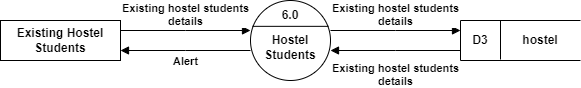 Existing hostel students
details
Existing Hostel
Students
Alert
6.0
Hostel
Students
Existing hostel students
details
D3
hostel
Existing hostel students
details